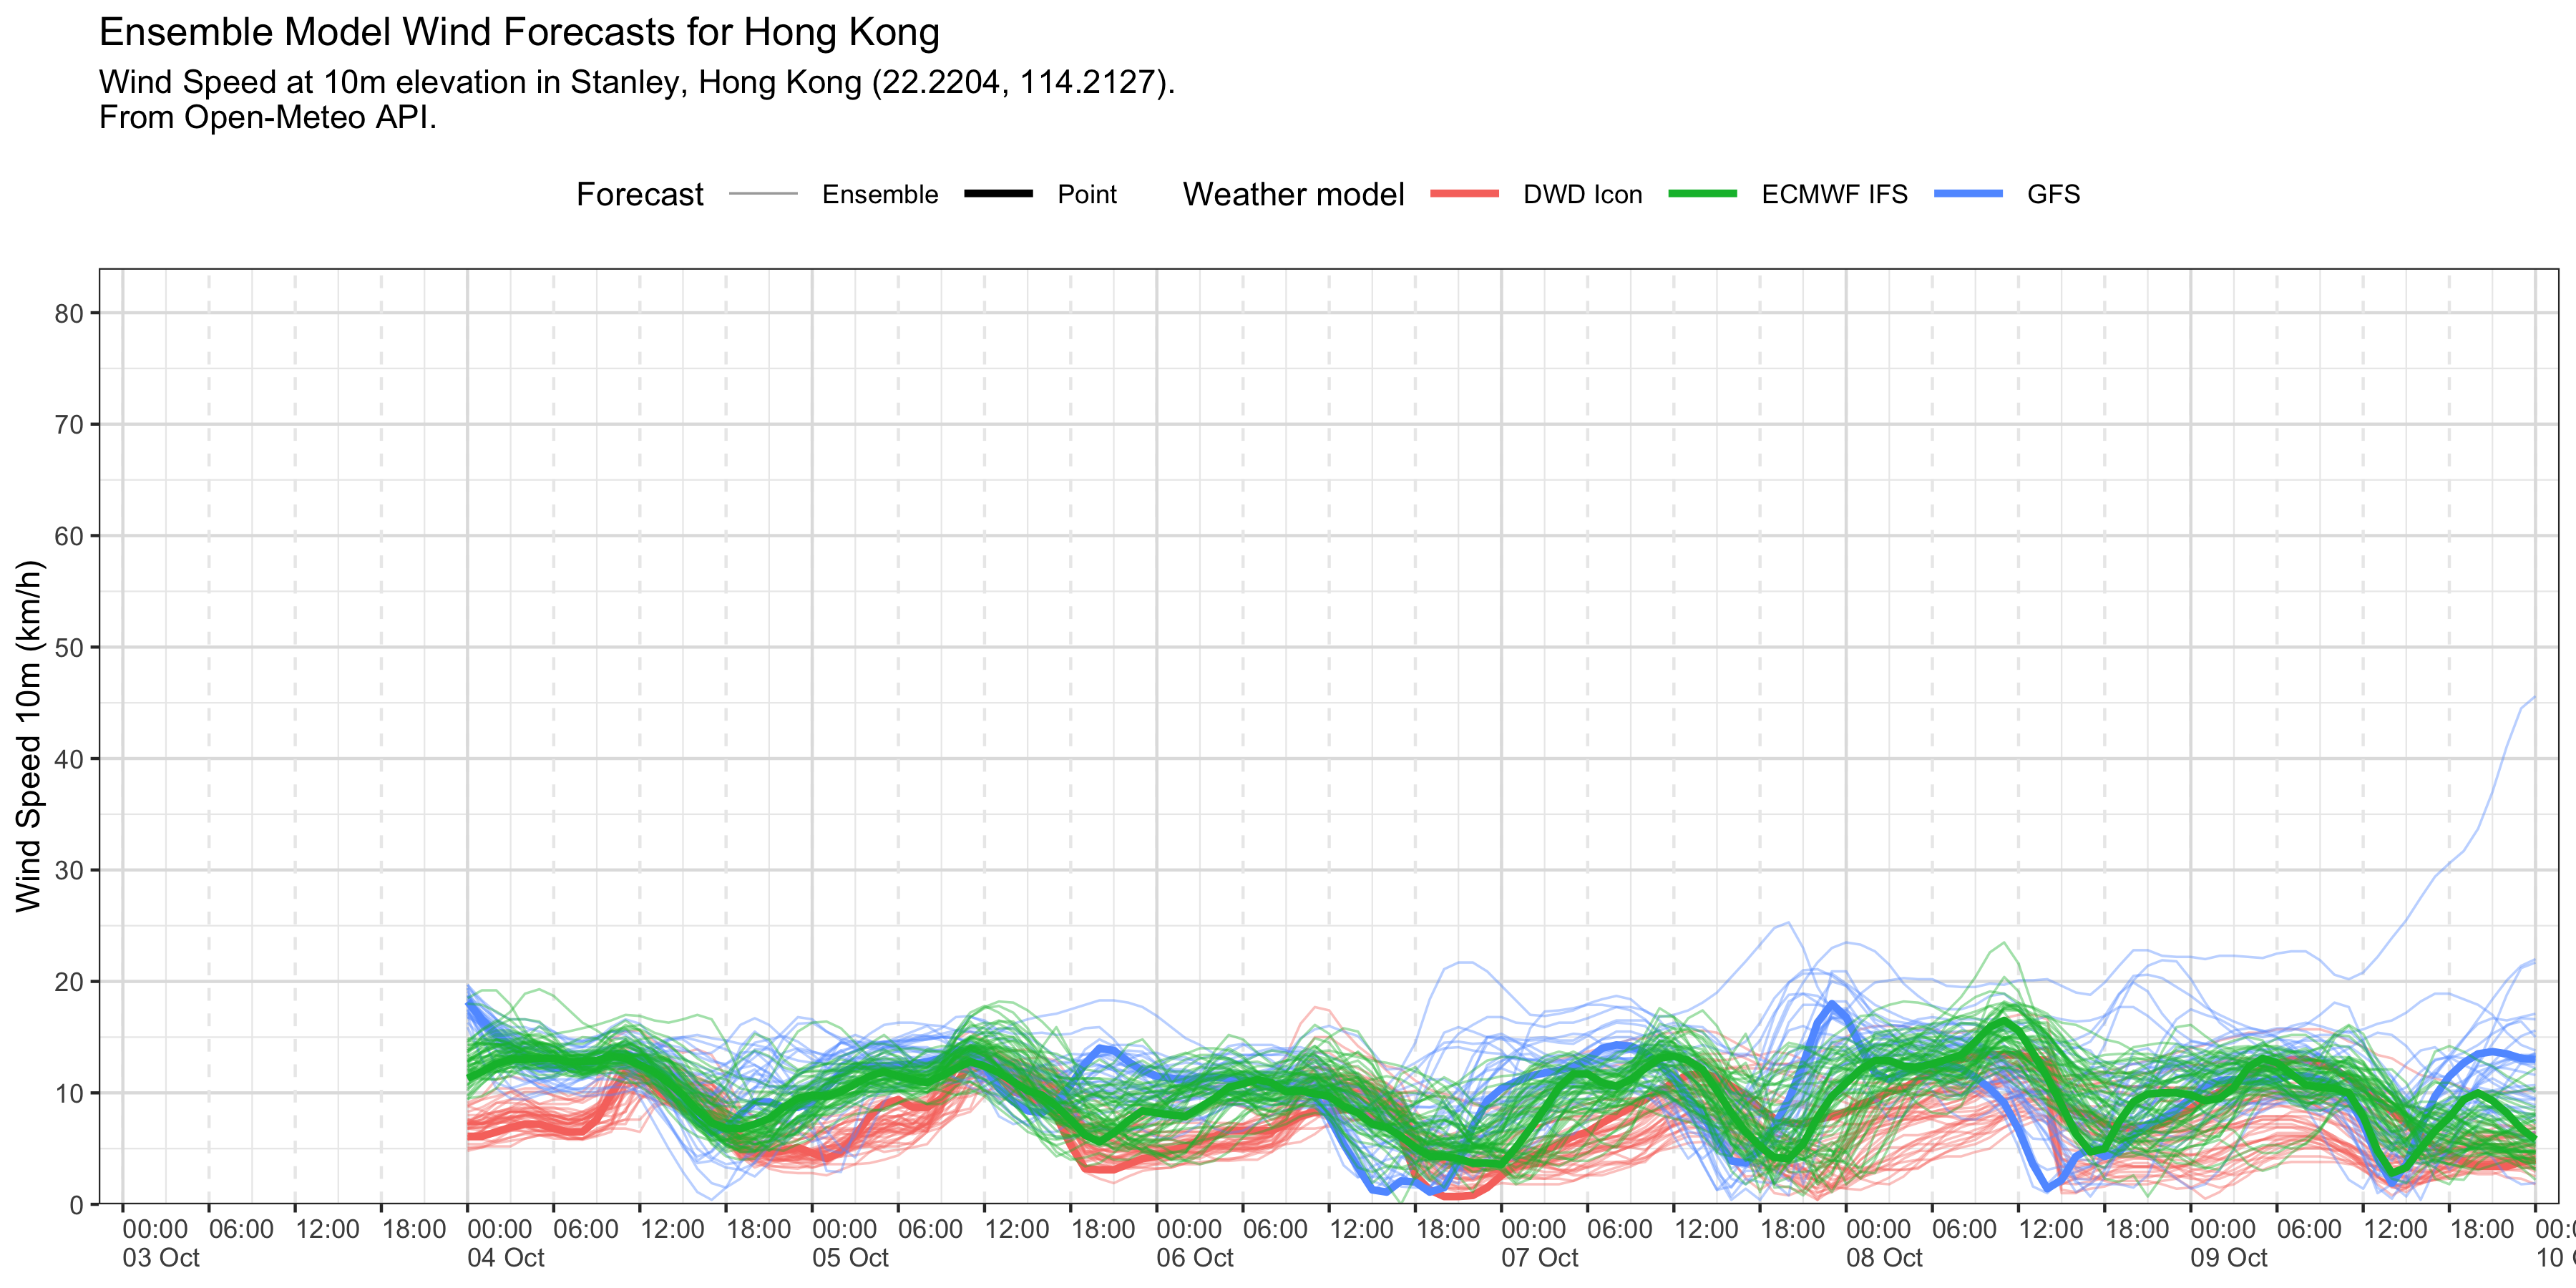 Ensemble Model Wind Forecasts for Hong Kong
Wind Speed at 10m elevation in Stanley, Hong Kong (22.2204, 114.2127).
From Open-Meteo API.
Forecast Ensemble Point Weather model DWD Icon ECMWF IFS GFS
Wind Speed 10m (km/h)
80
70
60
50
40
30
20
10
0
00:00 06:00 12:00 18:00 00:00 06:00 12:00 18:00 00:00 06:00 12:00 18:00 00:00 06:00 12:00 18:00 00:00 06:00 12:00 18:00 00:00 06:00 12:00 18:00 00:00 06:00 12:00 18:00
03 Oct 04 Oct 05 Oct 06 Oct 07 Oct 08 Oct 09 Oct 10